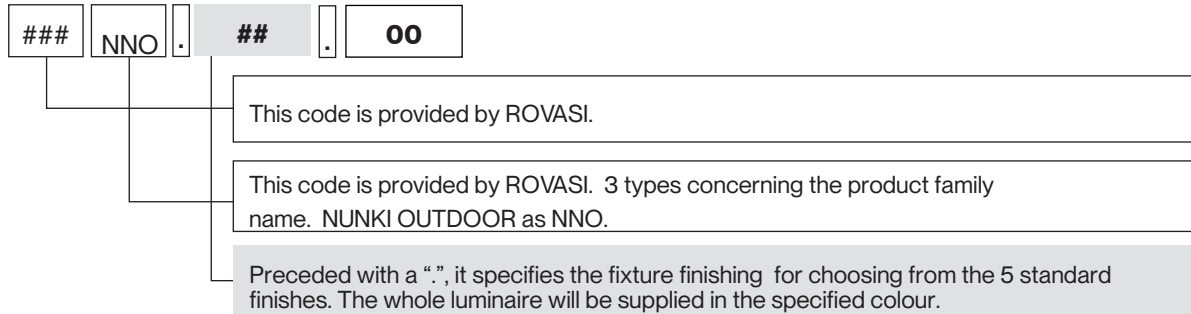 ### NNO . ## . 00
This code is provided by ROVASI.
This code is provided by ROVASI. 3 types concerning the product family
name. NUNKI OUTDOOR as NNO.
Preceded with a “.”, it specifies the fixture finishing for choosing from the 5 standard
finishes. The whole luminaire will be supplied in the specified colour.